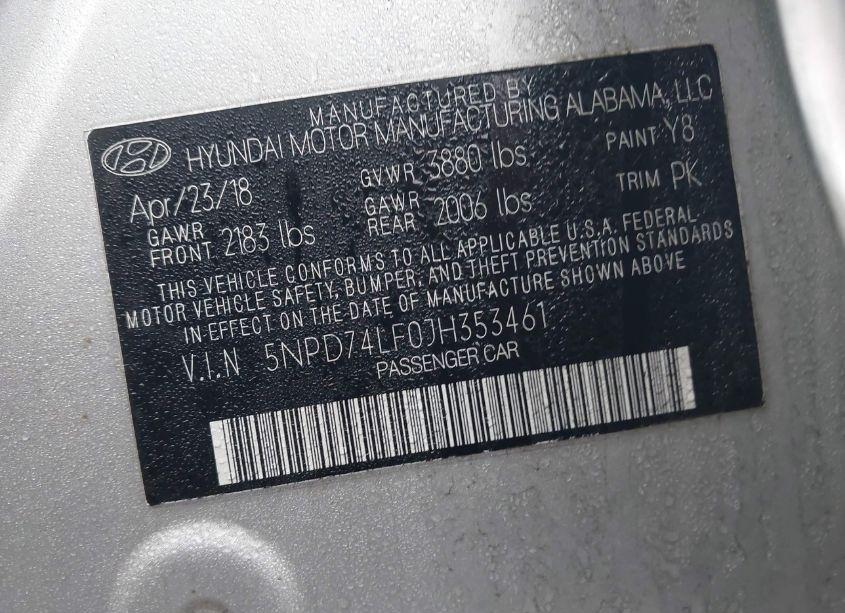 MANUFACTURED BY
HYUNDAI MOTOR MANUFACTURING ALABAMA, LLC
Apr/23/18 GVWR 3880 lbs PAINT Y8
GAWR FRONT 2183 lbs GAWR REAR 2006 lbs TRIM PK
THIS VEHICLE CONFORMS TO ALL APPLICABLE U.S.A. FEDERAL
MOTOR VEHICLE SAFETY, BUMPER, AND THEFT PREVENTION STANDARDS
IN EFFECT ON THE DATE OF MANUFACTURE SHOWN ABOVE
V.I.N 5NPD74LF0JH353461
PASSENGER CAR